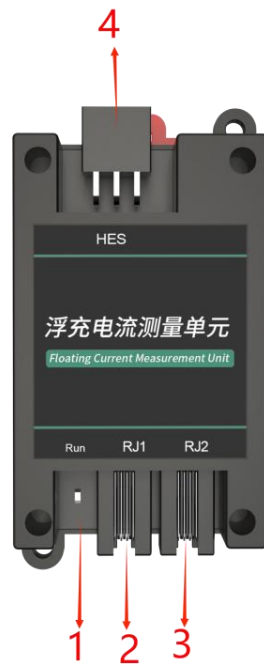 4
HES
浮充电流测量单元
Floating Current Measurement Unit
Run RJ1 RJ2
1 2 3